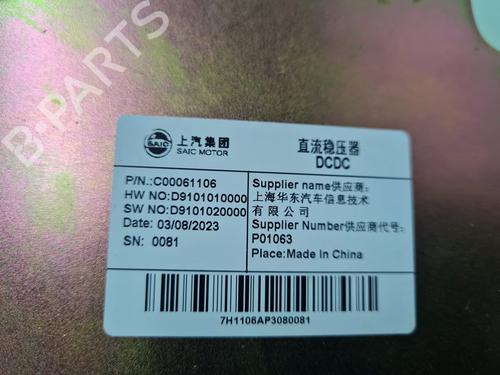 B-PARTS
SAIC
上汽集团
SAIC MOTOR
直流稳压器
DCDC
P/N.:C00061106
HW NO:D9101010000
SW NO:D9101020000
Date: 03/08/2023
SN: 0081
Supplier name供应商:
上海华东汽车信息技术
有限公司
Supplier Number供应商代号:
P01063
Place:Made In China
7H1106AP3080081